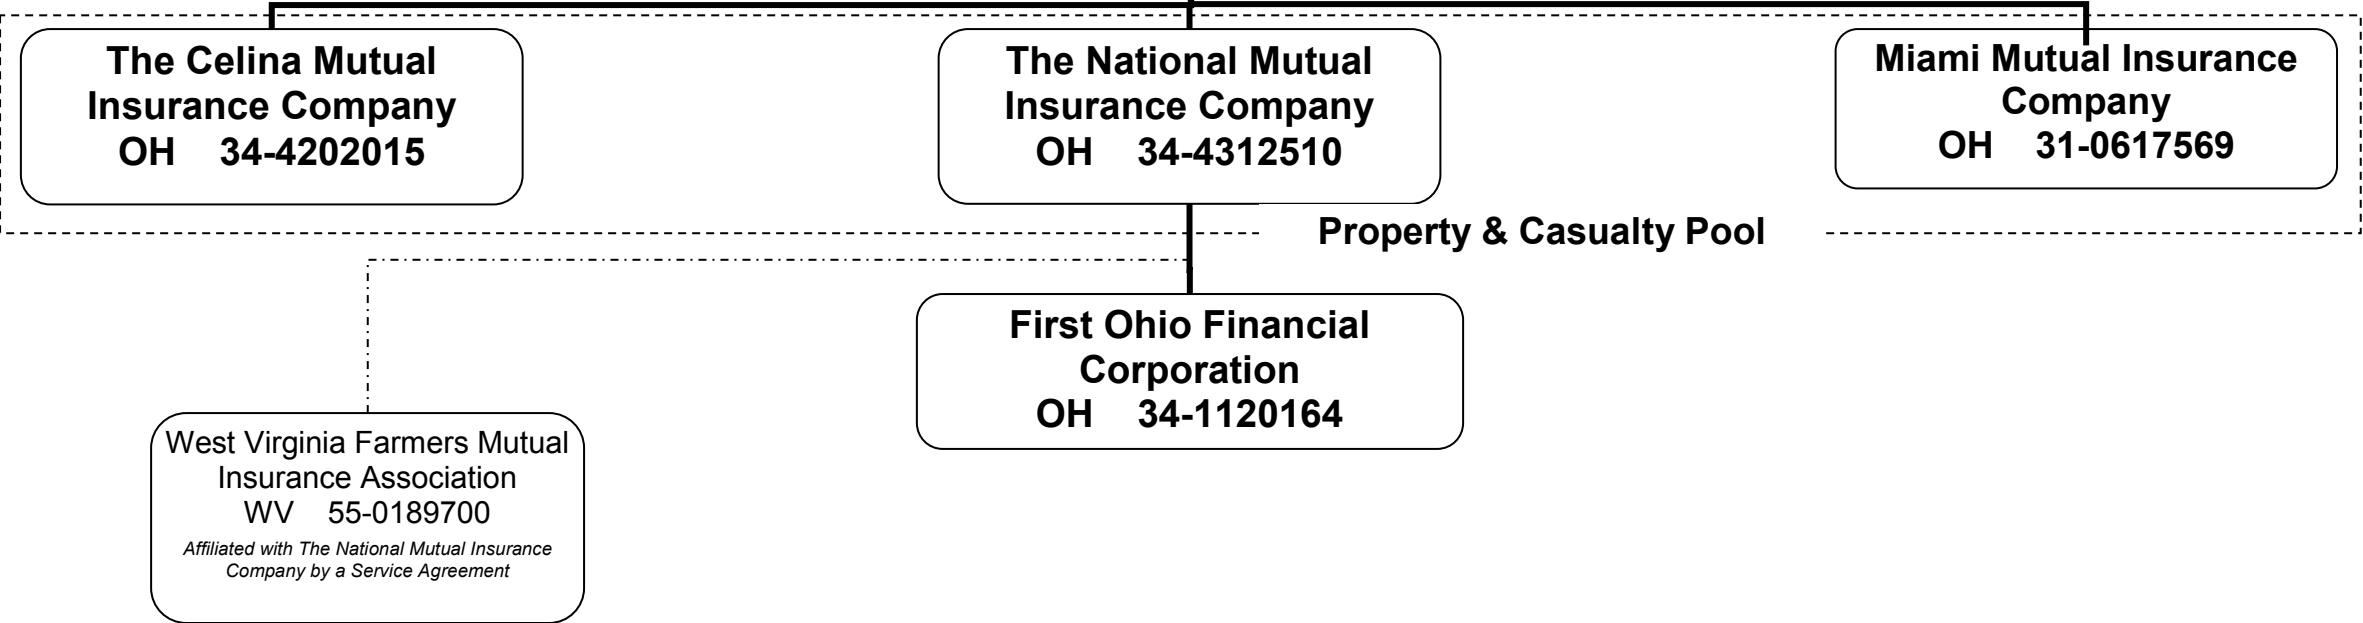 The Celina Mutual
Insurance Company
OH 34-4202015
The National Mutual
Insurance Company
OH 34-4312510
Miami Mutual Insurance
Company
OH 31-0617569
Property & Casualty Pool
First Ohio Financial
Corporation
OH 34-1120164
West Virginia Farmers Mutual
Insurance Association
WV 55-0189700
Affiliated with The National Mutual Insurance
Company by a Service Agreement